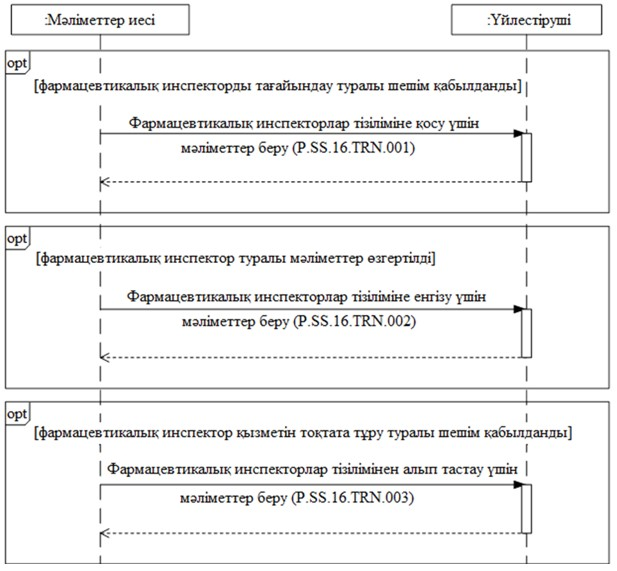 :Мәліметтер иесі
:Үйлестіруші
opt
[фармацевтикалық инспекторды тағайындау туралы шешім қабылданды]
Фармацевтикалық инспекторлар тізіліміне қосу үшін
мәліметтер беру (P.SS.16.TRN.001)
opt
[фармацевтикалық инспектор туралы мәліметтер өзгертілді]
Фармацевтикалық инспекторлар тізіліміне енгізу үшін
мәліметтер беру (P.SS.16.TRN.002)
opt
[фармацевтикалық инспектор қызметін тоқтата тұру туралы шешім қабылданды]
Фармацевтикалық инспекторлар тізілімінен алып тастау үшін
мәліметтер беру (P.SS.16.TRN.003)